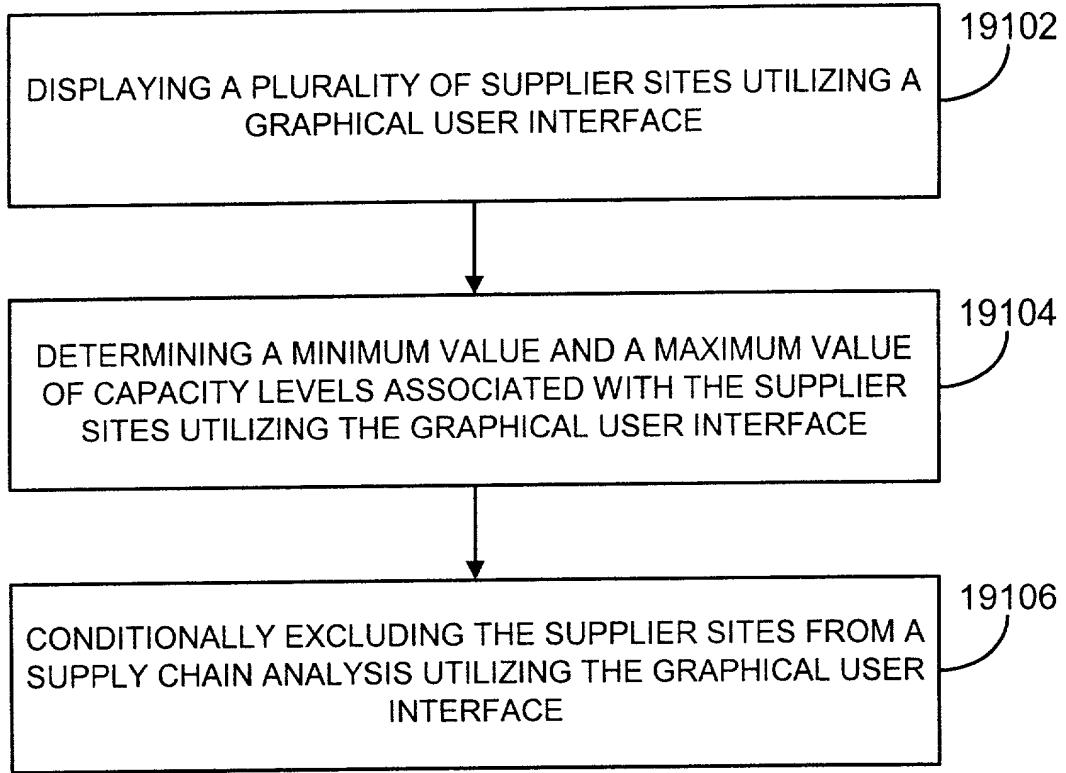 19102
DISPLAYING A PLURALITY OF SUPPLIER SITES UTILIZING A
GRAPHICAL USER INTERFACE
19104
DETERMINING A MINIMUM VALUE AND A MAXIMUM VALUE
OF CAPACITY LEVELS ASSOCIATED WITH THE SUPPLIER
SITES UTILIZING THE GRAPHICAL USER INTERFACE
19106
CONDITIONALLY EXCLUDING THE SUPPLIER SITES FROM A
SUPPLY CHAIN ANALYSIS UTILIZING THE GRAPHICAL USER
INTERFACE